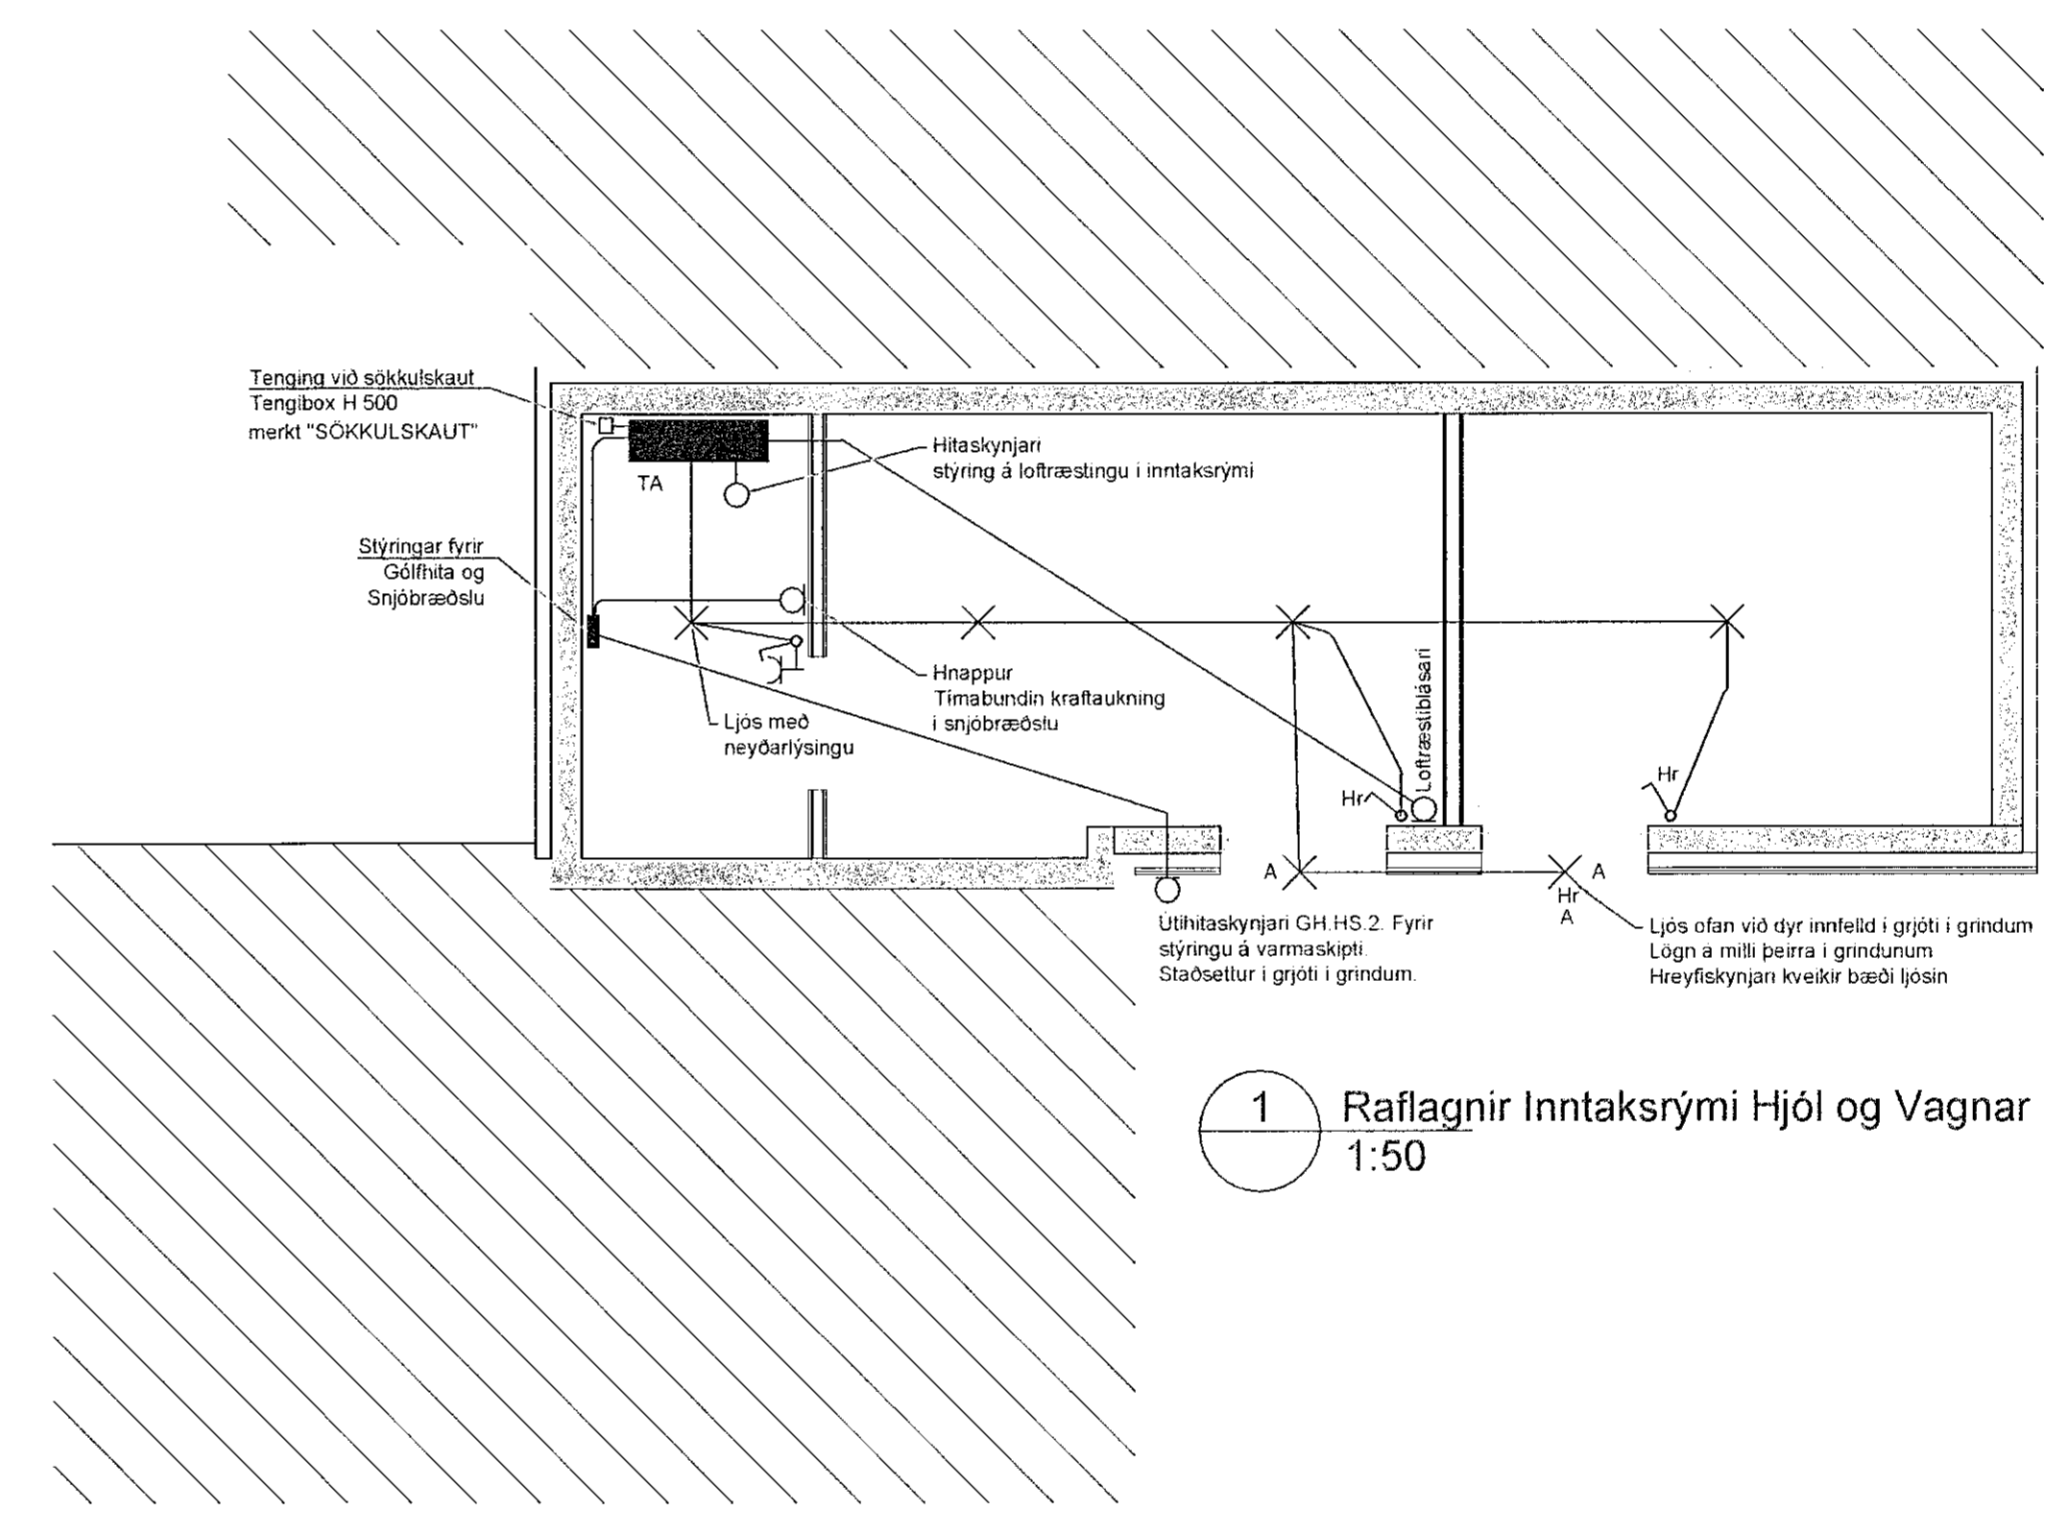 Tenging við sökkulskaut
Tengibox H 500
merkt "SÖKKULSKAUT"
TA
Hitaskynjari
stýring á loftræstingu í inntaksrými
Stýringar fyrir
Gólfhita og
Snjóbræðslu
Hnappur
Tímabundin kraftaukning
í snjóbræðslu
Ljós með
neyðarlýsingu
Loftræstiblásari
Hr
Hr
A
A
Hr
A
Útihitaskynjari GH.HS.2. Fyrir
stýringu á varmaskipti.
Staðsettur í grjóti í grindum.
Ljós ofan við dyr innfelld í grjóti í grindum
Lögn á milli þeirra í grindunum
Hreyfiskynjari kveikir bæði ljósin
1
Raflagnir Inntaksrými Hjól og Vagnar
1:50